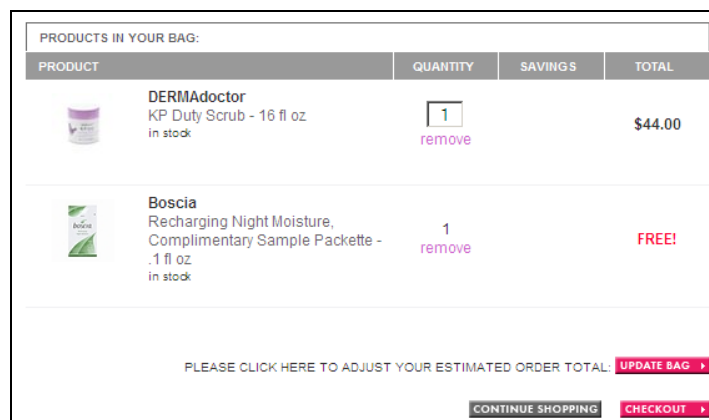 PRODUCTS IN YOUR BAG:
PRODUCT QUANTITY SAVINGS TOTAL
DERMAdoctor
KP Duty Scrub - 16 fl oz
in stock
1
remove
$44.00
boscia
Boscia
Recharging Night Moisture,
Complimentary Sample Packette -
.1 fl oz
in stock
1
remove
FREE!
PLEASE CLICK HERE TO ADJUST YOUR ESTIMATED ORDER TOTAL: UPDATE BAG
CONTINUE SHOPPING CHECKOUT